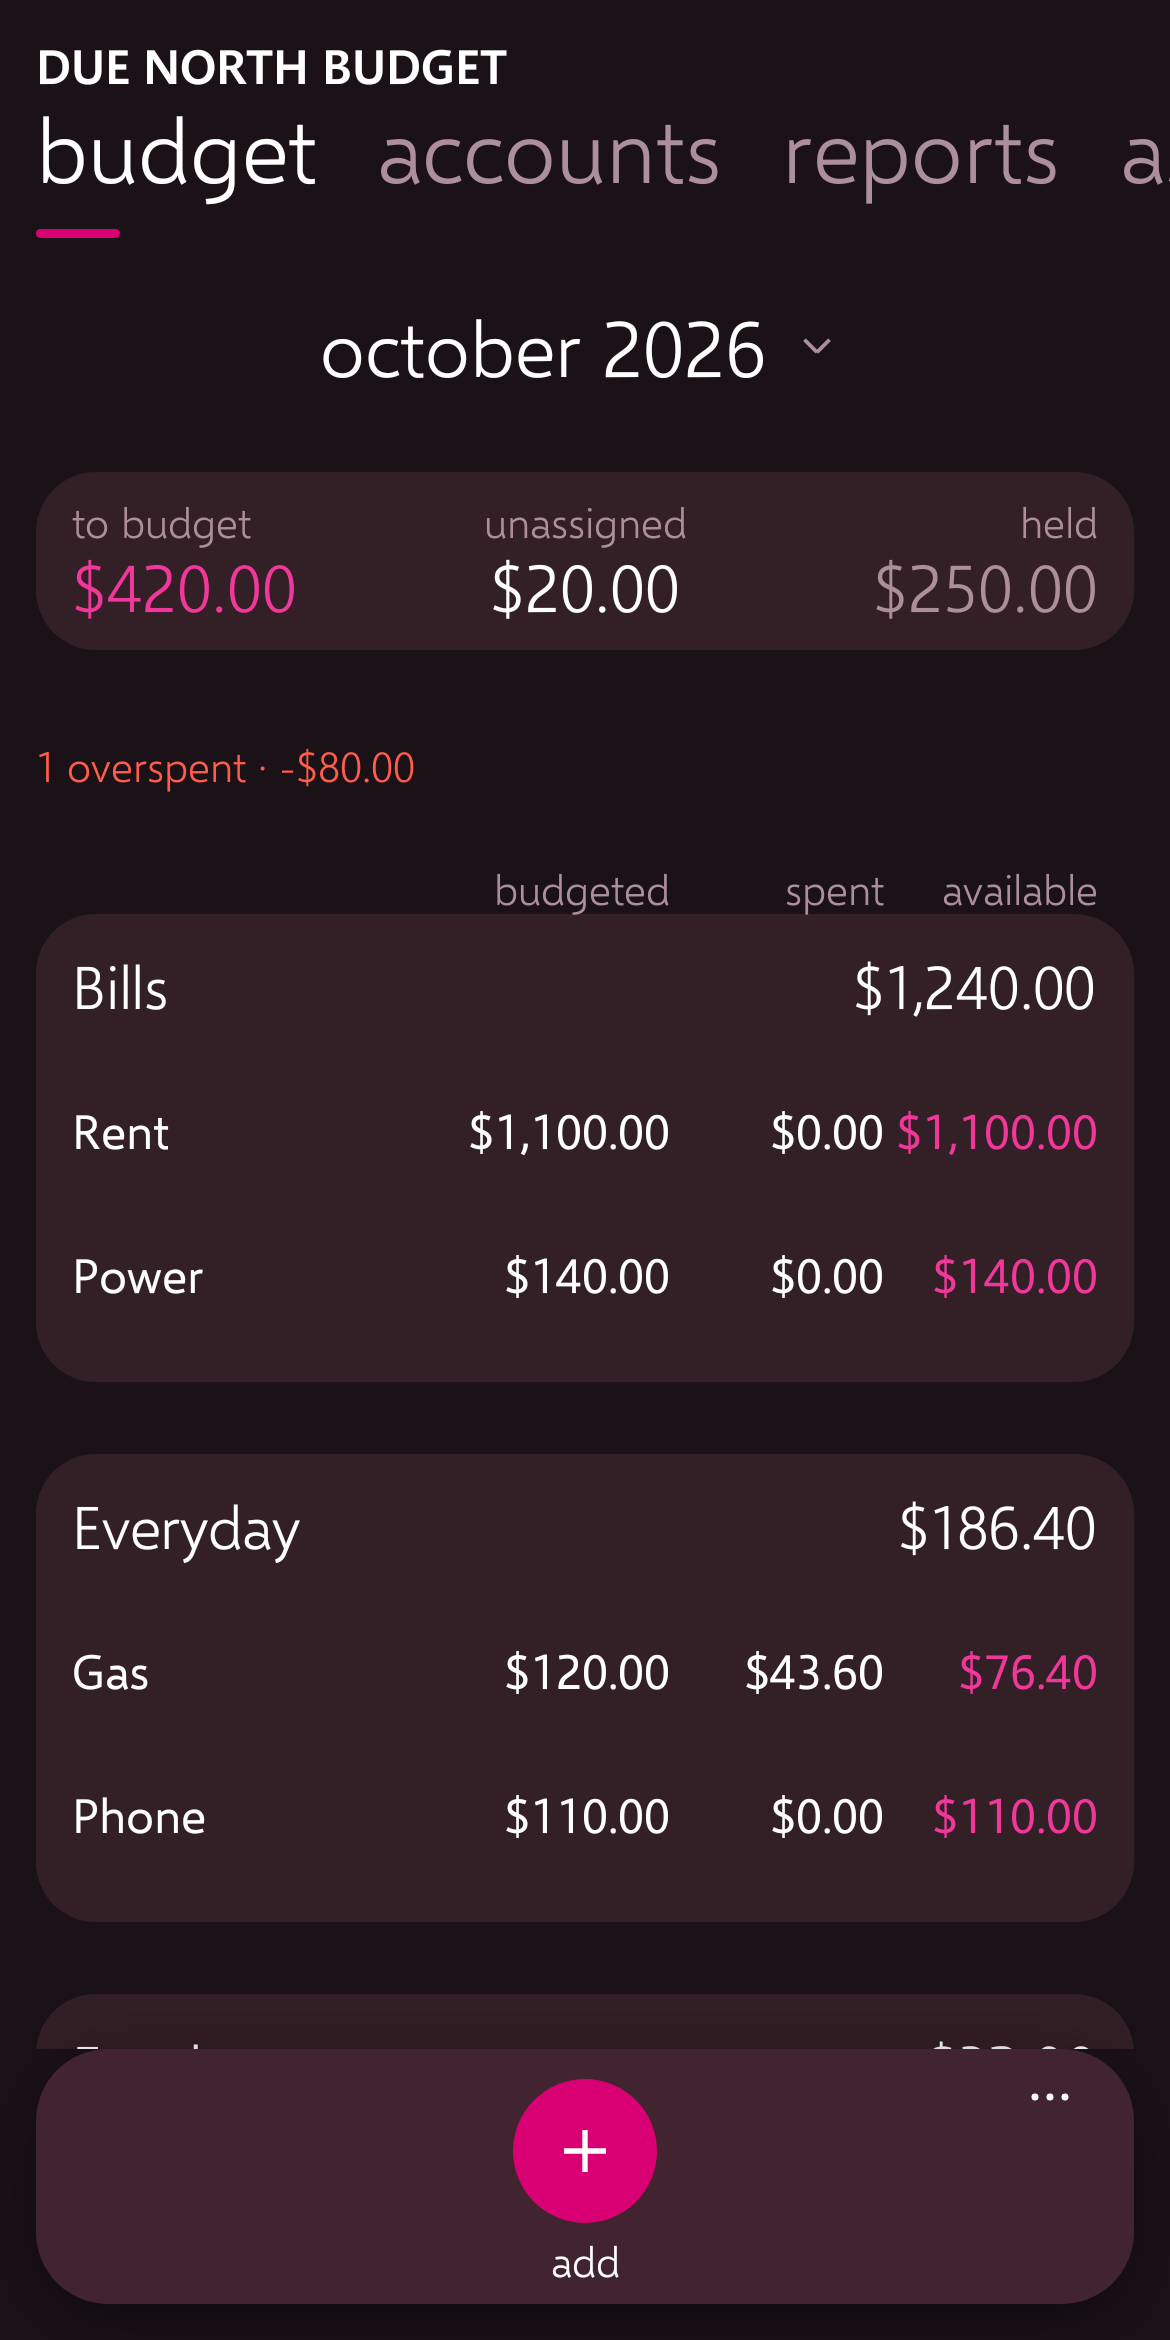 DUE NORTH BUDGET
budget accounts reports
october 2026
to budget unassigned held
$420.00 $20.00 $250.00
1 overspent · -$80.00
budgeted spent available
Bills $1,240.00
Rent $1,100.00 $0.00 $1,100.00
Power $140.00 $0.00 $140.00
Everyday $186.40
Gas $120.00 $43.60 $76.40
Phone $110.00 $0.00 $110.00
add